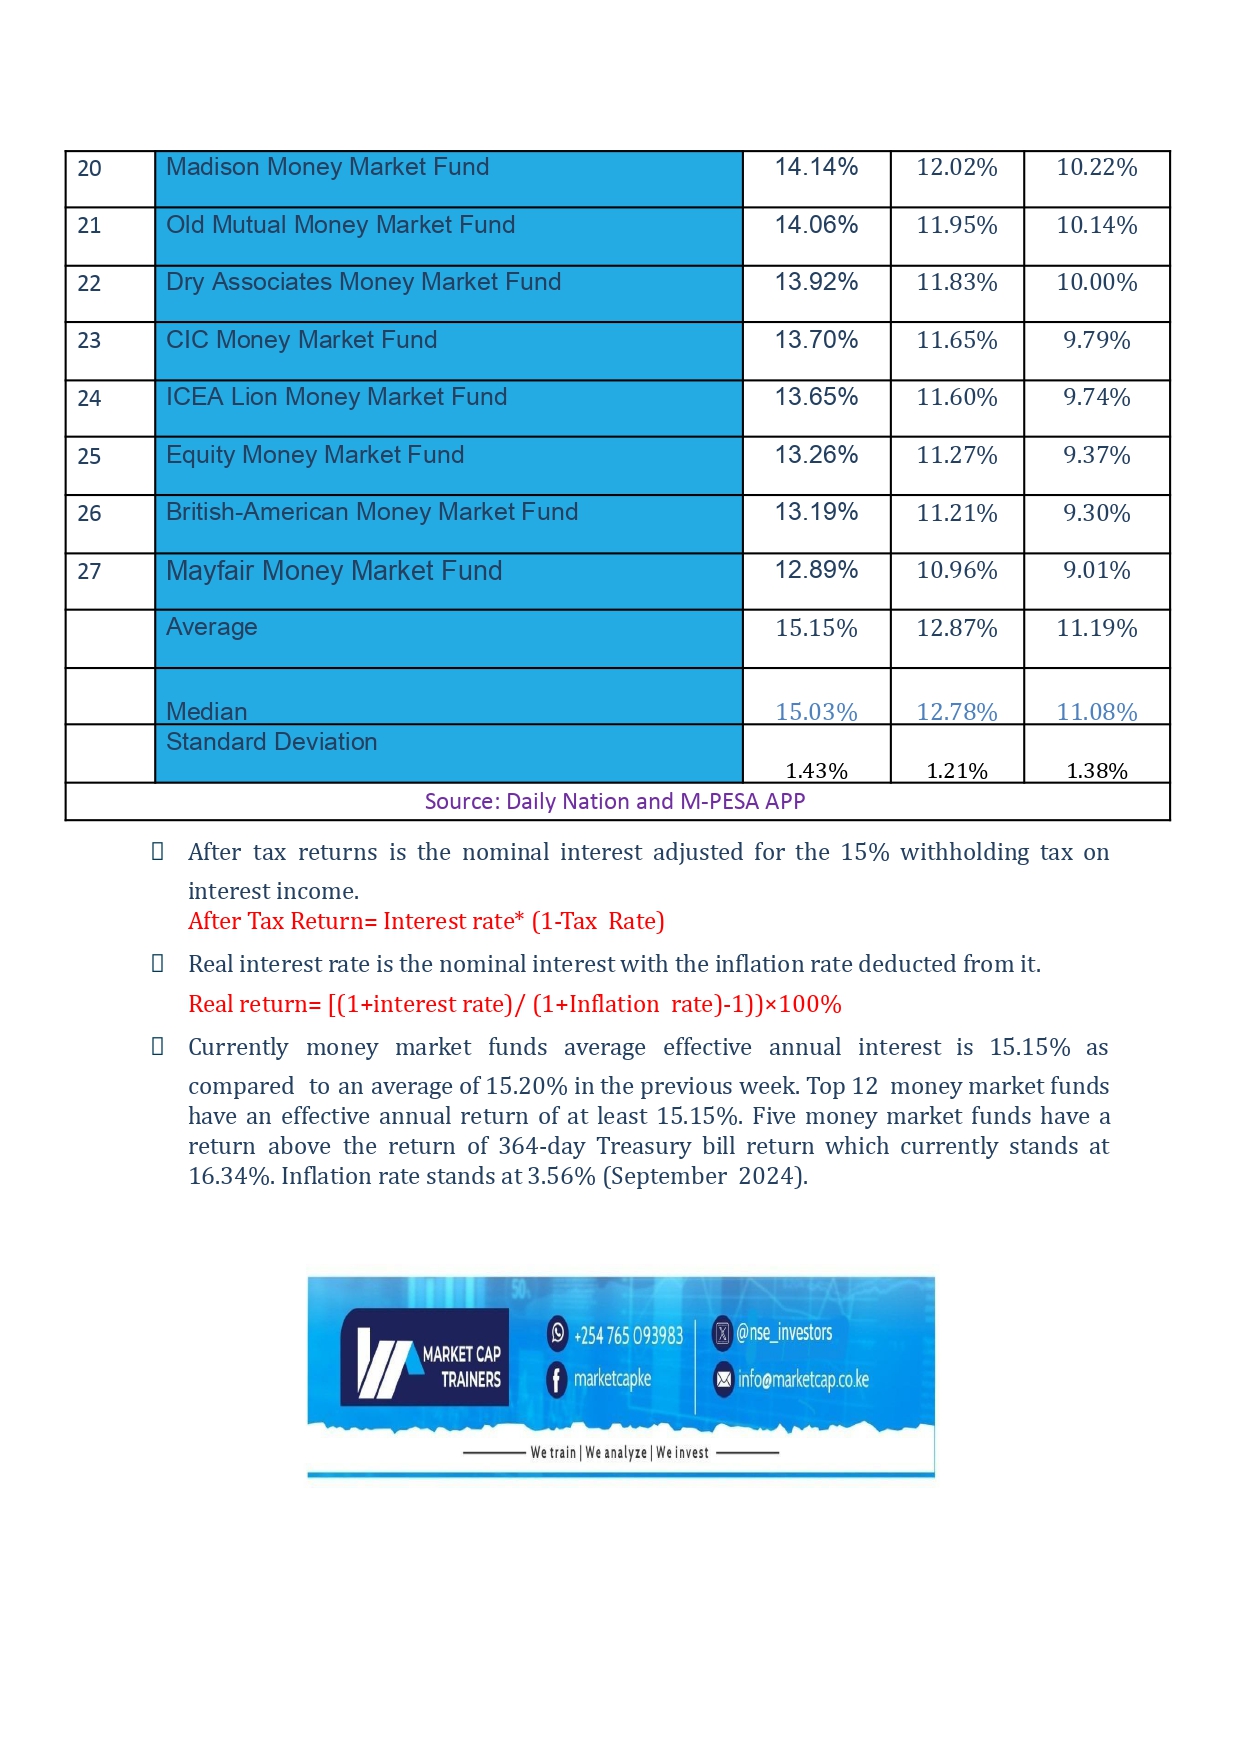 20 Madison Money Market Fund 14.14% 12.02% 10.22%
21 Old Mutual Money Market Fund 14.06% 11.95% 10.14%
22 Dry Associates Money Market Fund 13.92% 11.83% 10.00%
23 CIC Money Market Fund 13.70% 11.65% 9.79%
24 ICEA Lion Money Market Fund 13.65% 11.60% 9.74%
25 Equity Money Market Fund 13.26% 11.27% 9.37%
26 British-American Money Market Fund 13.19% 11.21% 9.30%
27 Mayfair Money Market Fund 12.89% 10.96% 9.01%
Average 15.15% 12.87% 11.19%
Median 15.03% 12.78% 11.08%
Standard Deviation 1.43% 1.21% 1.38%
Source: Daily Nation and M-PESA APP
After tax returns is the nominal interest adjusted for the 15% withholding tax on
interest income.
After Tax Return= Interest rate* (1-Tax Rate)
Real interest rate is the nominal interest with the inflation rate deducted from it.
Real return= [(1+interest rate)/ (1+Inflation rate)-1))×100%
Currently money market funds average effective annual interest is 15.15% as
compared to an average of 15.20% in the previous week. Top 12 money market funds
have an effective annual return of at least 15.15%. Five money market funds have a
return above the return of 364-day Treasury bill return which currently stands at
16.34%. Inflation rate stands at 3.56% (September 2024).
50%
MARKET CAP
TRAINERS
+254 765 093983
marketcapke
@nse_investors
info@marketcap.co.ke
We train | We analyze | We invest